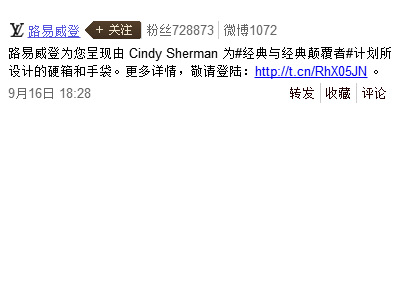 LV 路易威登 + 关注 粉丝728873 微博1072
路易威登为您呈现由 Cindy Sherman 为#经典与经典颠覆者#计划所
设计的硬箱和手袋。更多详情，敬请登陆：http://t.cn/RhX05JN 。
9月16日 18:28 转发 收藏 评论